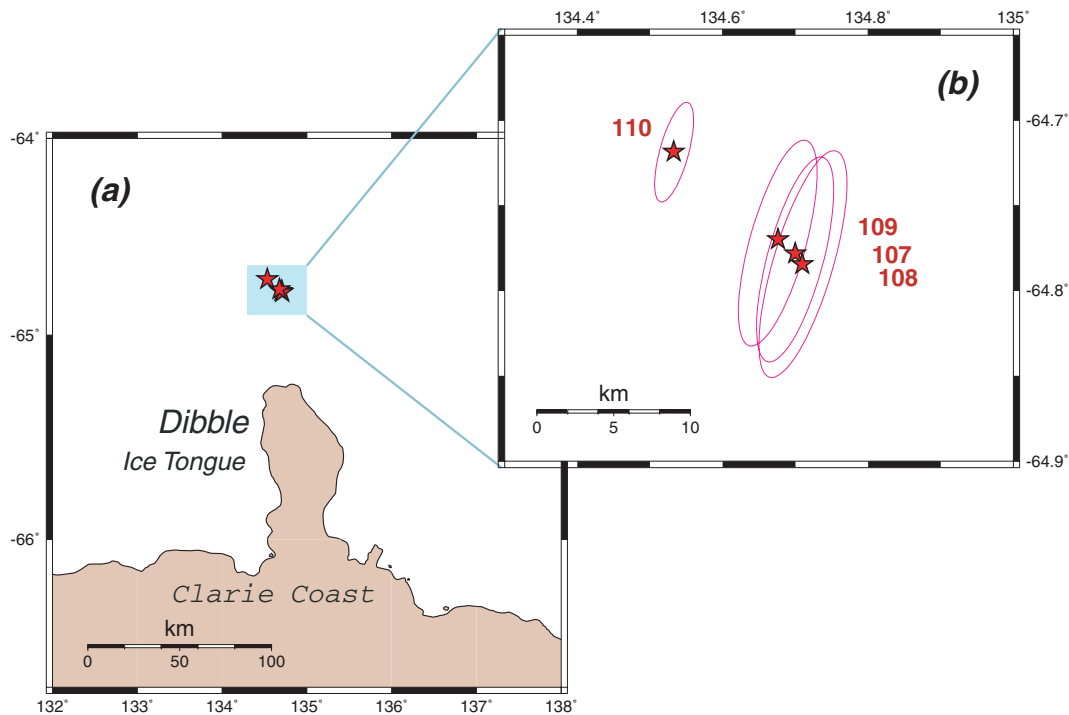 134.4˚ 134.6˚ 134.8˚ 135˚
(b)
110
-64.7˚
109
107
108
-64.8˚
km
0 5 10
-64.9˚
-64˚
(a)
-65˚
Dibble
Ice Tongue
-66˚
Clarie Coast
km
0 50 100
132˚ 133˚ 134˚ 135˚ 136˚ 137˚ 138˚